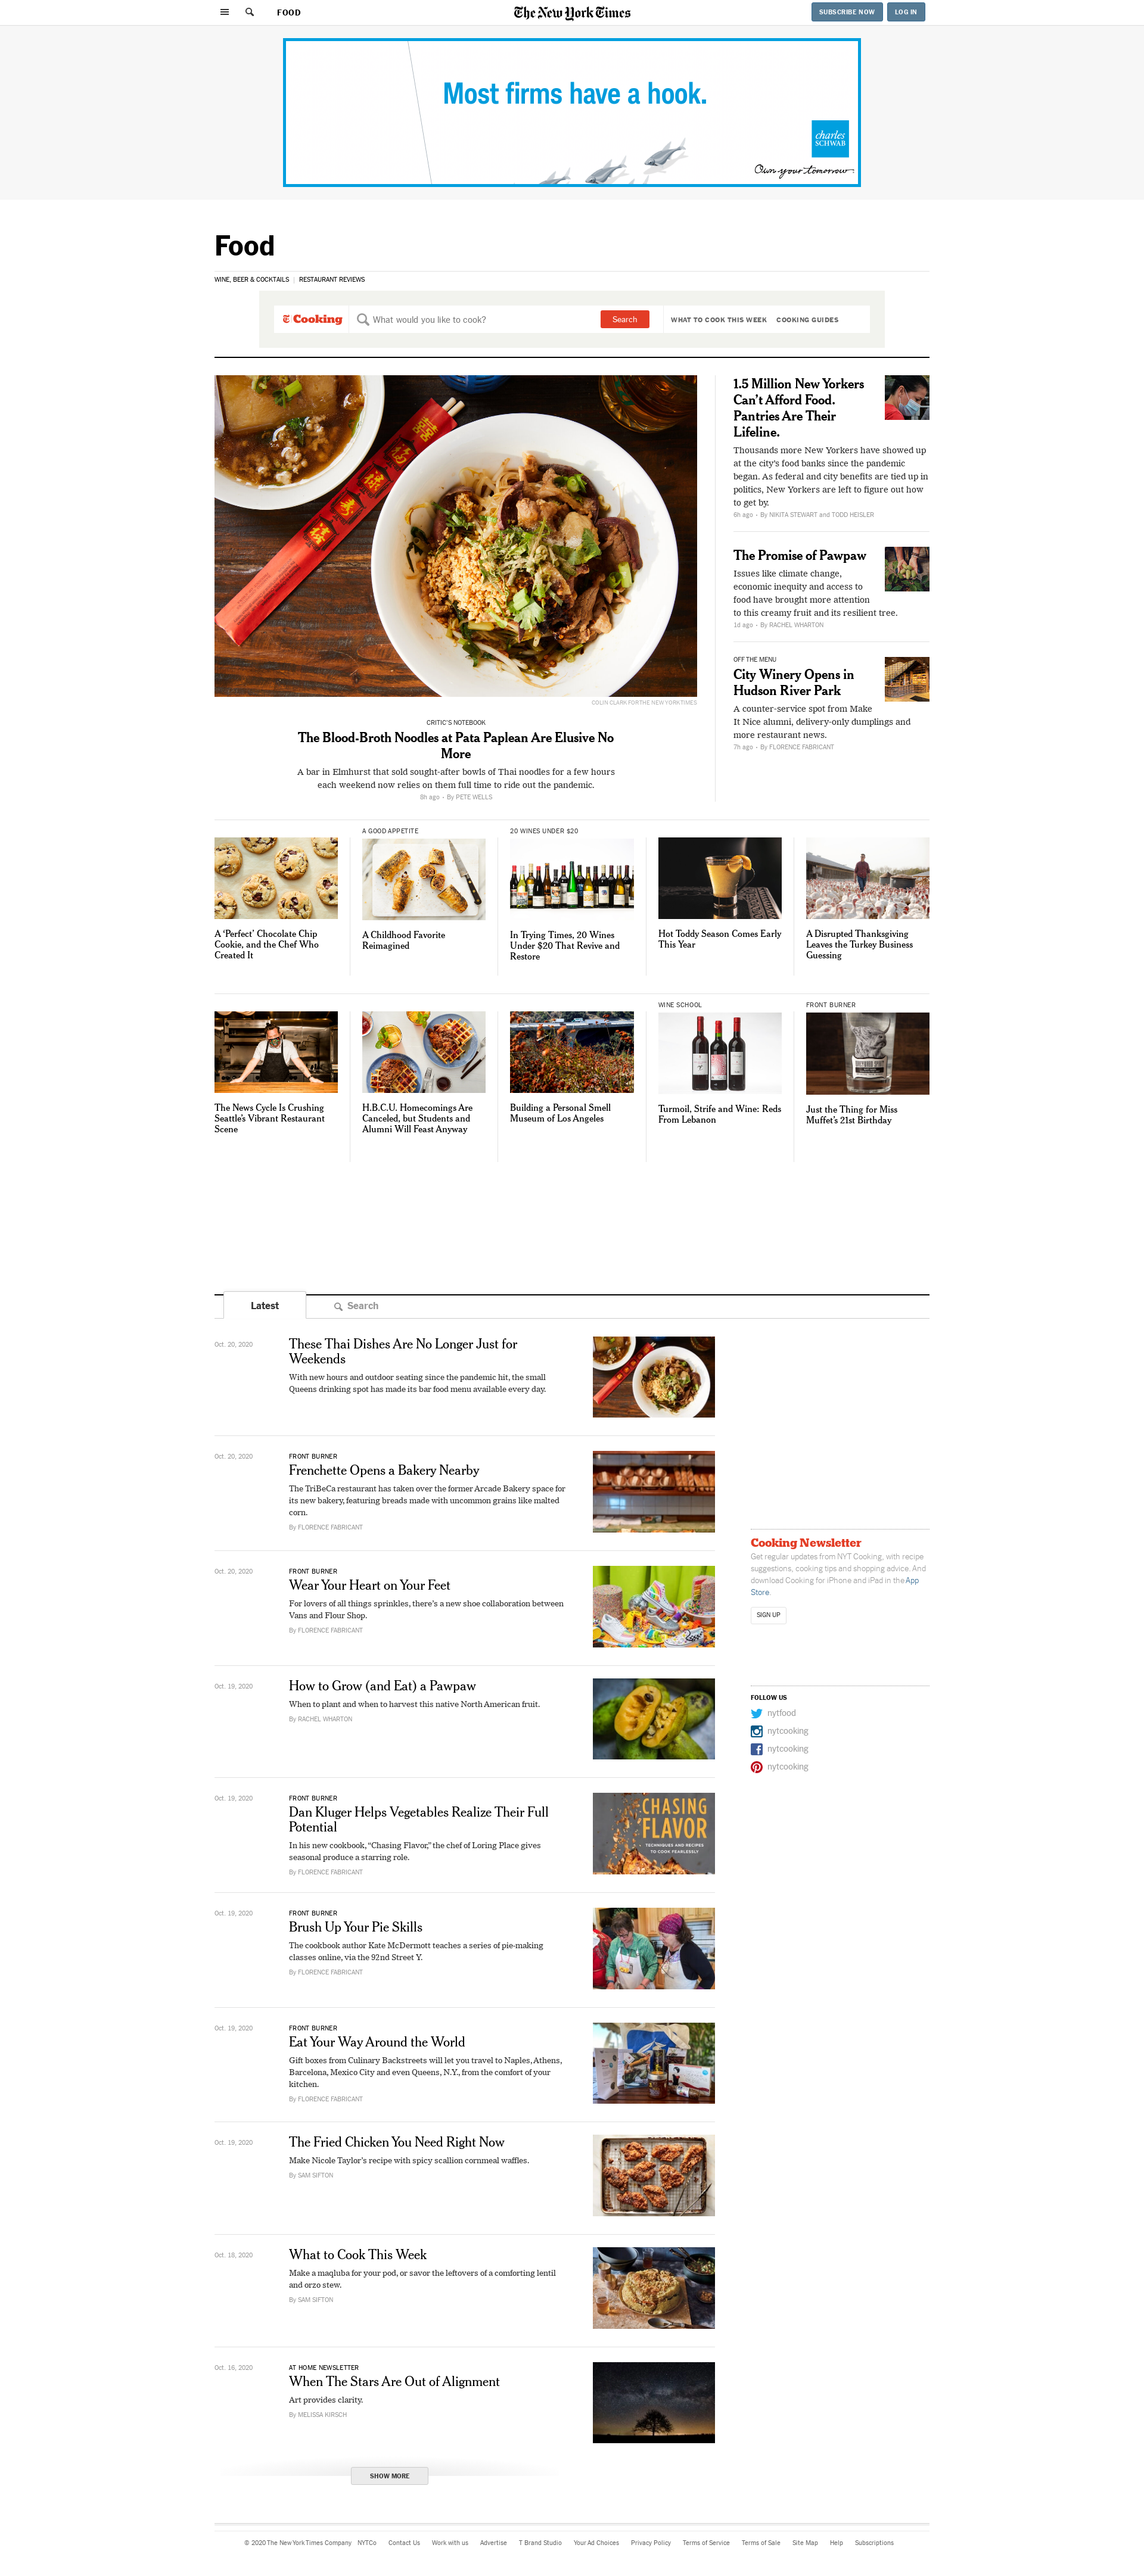 FOOD
The New York Times
SUBSCRIBE NOW
LOG IN
Most firms have a hook.
charles
SCHWAB
Own your tomorrow
Food
WINE, BEER & COCKTAILS
RESTAURANT REVIEWS
Cooking
What would you like to cook?
Search
WHAT TO COOK THIS WEEK
COOKING GUIDES
COLIN CLARK FOR THE NEW YORK TIMES
CRITIC'S NOTEBOOK
The Blood-Broth Noodles at Pata Paplean Are Elusive No
More
A bar in Elmhurst that sold sought-after bowls of Thai noodles for a few hours
each weekend now relies on them full time to ride out the pandemic.
By PETE WELLS
1.5 Million New Yorkers
Can’t Afford Food.
Pantries Are Their
Lifeline.
Thousands more New Yorkers have showed up
at the city’s food banks since the pandemic
began. As federal and city benefits are tied up in
politics, New Yorkers are left to figure out how
to get by.
6h ago · By NIKITA STEWART and TODD HEISLER
The Promise of Pawpaw
Issues like climate change,
economic inequity and access to
food have brought more attention
to this creamy fruit and its resilient tree.
1d ago · By RACHEL WHARTON
OFF THE MENU
City Winery Opens in
Hudson River Park
A counter-service spot from Make
It Nice alumni, delivery-only dumplings and
more restaurant news.
7h ago · By FLORENCE FABRICANT
A ‘Perfect’ Chocolate Chip
Cookie, and the Chef Who
Created It
A GOOD APPETITE
A Childhood Favorite
Reimagined
20 WINES UNDER $20
In Trying Times, 20 Wines
Under $20 That Revive and
Restore
Hot Toddy Season Comes Early
This Year
A Disrupted Thanksgiving
Leaves the Turkey Business
Guessing
The News Cycle Is Crushing
Seattle’s Vibrant Restaurant
Scene
H.B.C.U. Homecomings Are
Canceled, but Students and
Alumni Will Feast Anyway
Building a Personal Smell
Museum of Los Angeles
WINE SCHOOL
Turmoil, Strife and Wine: Reds
From Lebanon
FRONT BURNER
Just the Thing for Miss
Muffet’s 21st Birthday
Latest
Search
Oct. 20, 2020
These Thai Dishes Are No Longer Just for
Weekends
With new hours and outdoor seating since the pandemic hit, the small
Queens drinking spot has made its bar food menu available every day.
Oct. 20, 2020
FRONT BURNER
Frenchette Opens a Bakery Nearby
The TriBeCa restaurant has taken over the former Arcade Bakery space for
its new bakery, featuring breads made with uncommon grains like malted
corn.
By FLORENCE FABRICANT
Oct. 20, 2020
FRONT BURNER
Wear Your Heart on Your Feet
For lovers of all things sprinkles, there’s a new shoe collaboration between
Vans and Flour Shop.
By FLORENCE FABRICANT
Oct. 19, 2020
How to Grow (and Eat) a Pawpaw
When to plant and when to harvest this native North American fruit.
By RACHEL WHARTON
Oct. 19, 2020
FRONT BURNER
Dan Kluger Helps Vegetables Realize Their Full
Potential
In his new cookbook, “Chasing Flavor,” the chef of Loring Place gives
seasonal produce a starring role.
By FLORENCE FABRICANT
CHASING
FLAVOR
TECHNIQUES AND RECIPES
TO COOK FEARLESSLY
Oct. 19, 2020
FRONT BURNER
Brush Up Your Pie Skills
The cookbook author Kate McDermott teaches a series of pie-making
classes online, via the 92nd Street Y.
By FLORENCE FABRICANT
Oct. 19, 2020
FRONT BURNER
Eat Your Way Around the World
Gift boxes from Culinary Backstreets will let you travel to Naples, Athens,
Barcelona, Mexico City and even Queens, N.Y., from the comfort of your
kitchen.
By FLORENCE FABRICANT
Oct. 19, 2020
The Fried Chicken You Need Right Now
Make Nicole Taylor’s recipe with spicy scallion cornmeal waffles.
By SAM SIFTON
Oct. 18, 2020
What to Cook This Week
Make a maqluba for your pod, or savor the leftovers of a comforting lentil
and orzo stew.
By SAM SIFTON
Oct. 16, 2020
AT HOME NEWSLETTER
When The Stars Are Out of Alignment
Art provides clarity.
By MELISSA KIRSCH
SHOW MORE
Cooking Newsletter
Get regular updates from NYT Cooking, with recipe
suggestions, cooking tips and shopping advice. And
download Cooking for iPhone and iPad in the App
Store.
SIGN UP
FOLLOW US
nytfood
nytcooking
nytcooking
nytcooking
© 2020 The New York Times Company
NYTCo
Contact Us
Work with us
Advertise
T Brand Studio
Your Ad Choices
Privacy Policy
Terms of Service
Terms of Sale
Site Map
Help
Subscriptions